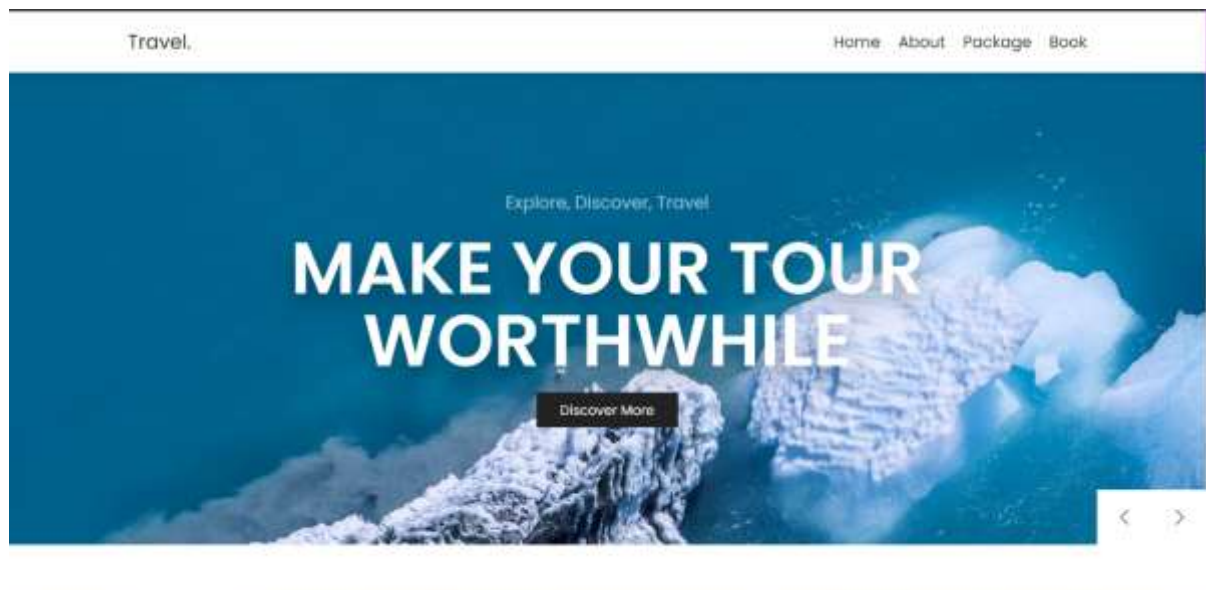 Travel.
Home About Package Book
Explore, Discover, Travel
MAKE YOUR TOUR
WORTHWHILE
Discover More